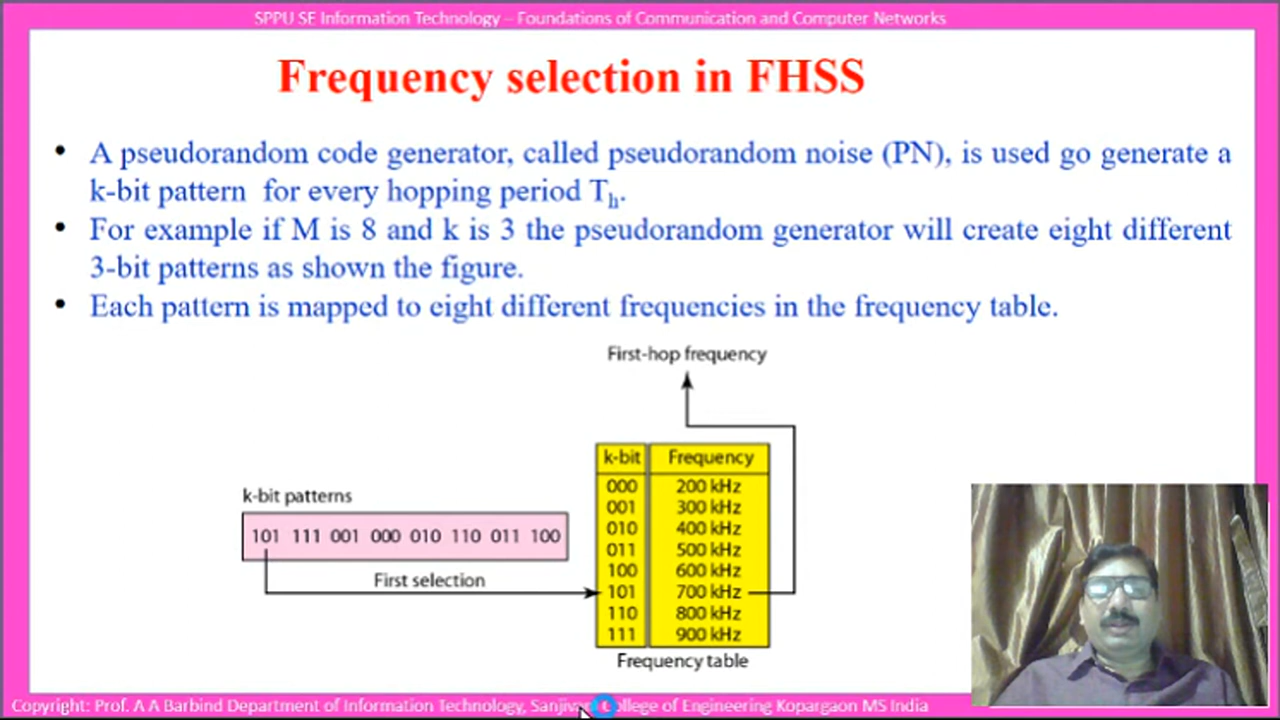 SPPU SE Information Technology – Foundations of Communication and Computer Networks
Frequency selection in FHSS
• A pseudorandom code generator, called pseudorandom noise (PN), is used go generate a
k-bit pattern for every hopping period Th.
• For example if M is 8 and k is 3 the pseudorandom generator will create eight different
3-bit patterns as shown the figure.
• Each pattern is mapped to eight different frequencies in the frequency table.
First-hop frequency
k-bit Frequency
000 200 kHz
001 300 kHz
010 400 kHz
011 500 kHz
100 600 kHz
101 700 kHz
110 800 kHz
111 900 kHz
Frequency table
k-bit patterns
101 111 001 000 010 110 011 100
First selection
Copyright: Prof. A A Barbind Department of Information Technology, of Engineering Kopargaon MS India